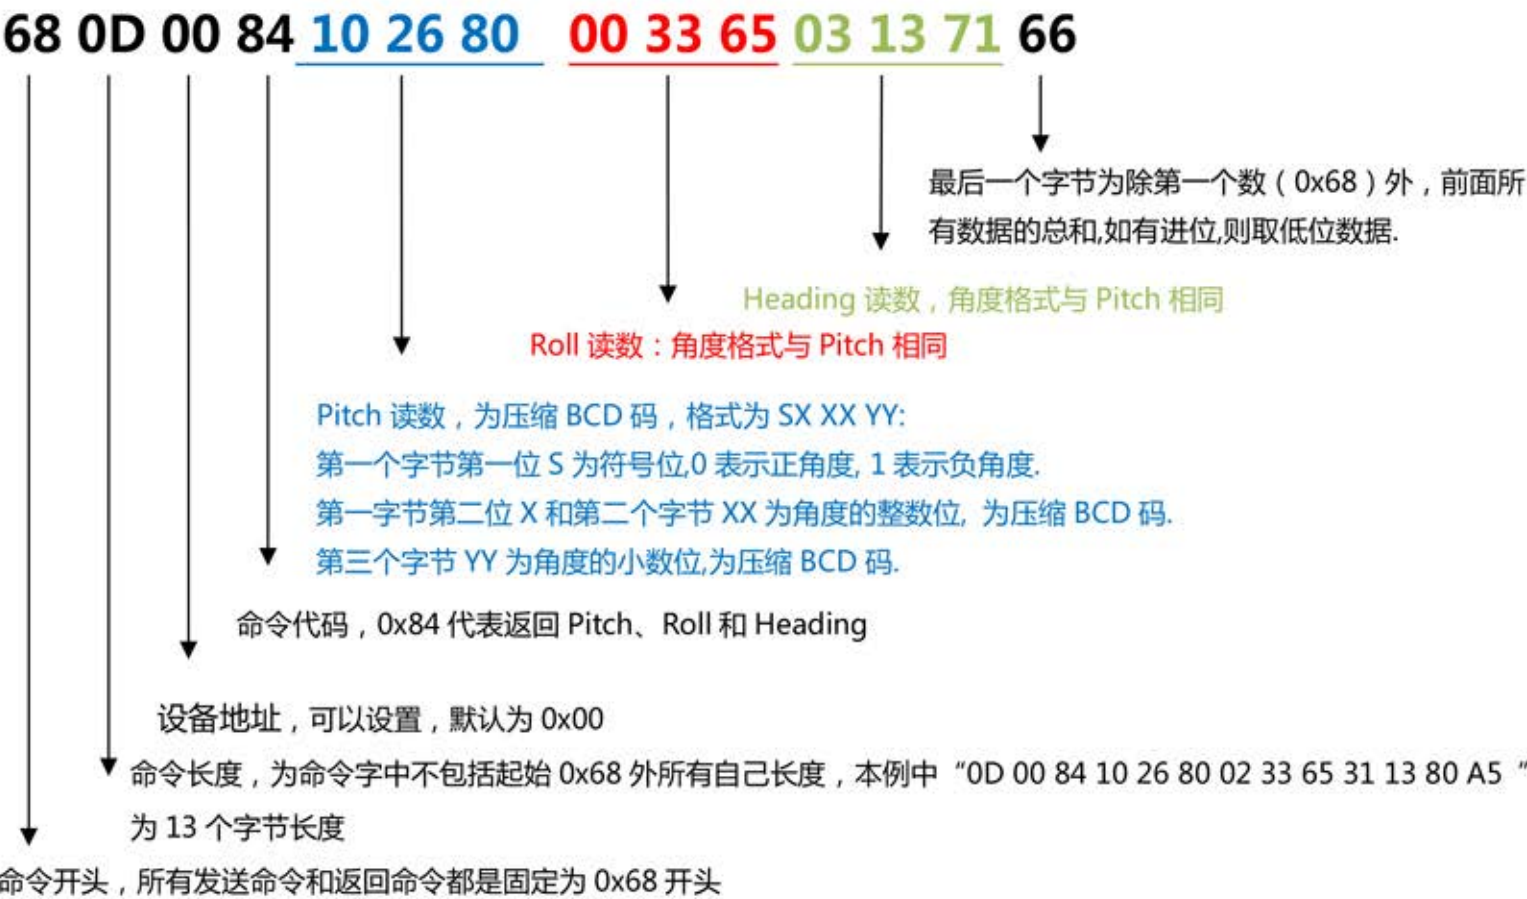 68 0D 00 84 10 26 80 00 33 65 03 13 71 66
最后一个字节为除第一个数（0x68）外，前面所
有数据的总和,如有进位,则取低位数据.
Heading 读数，角度格式与 Pitch 相同
Roll 读数：角度格式与 Pitch 相同
Pitch 读数，为压缩 BCD 码，格式为 SX XX YY:
第一个字节第一位 S 为符号位,0 表示正角度, 1 表示负角度.
第一字节第二位 X 和第二个字节 XX 为角度的整数位, 为压缩 BCD 码.
第三个字节 YY 为角度的小数位,为压缩 BCD 码.
命令代码，0x84 代表返回 Pitch、Roll 和 Heading
设备地址，可以设置，默认为 0x00
命令长度，为命令字中不包括起始 0x68 外所有自己长度，本例中“0D 00 84 10 26 80 02 33 65 31 13 80 A5 “
为 13 个字节长度
命令开头，所有发送命令和返回命令都是固定为 0x68 开头